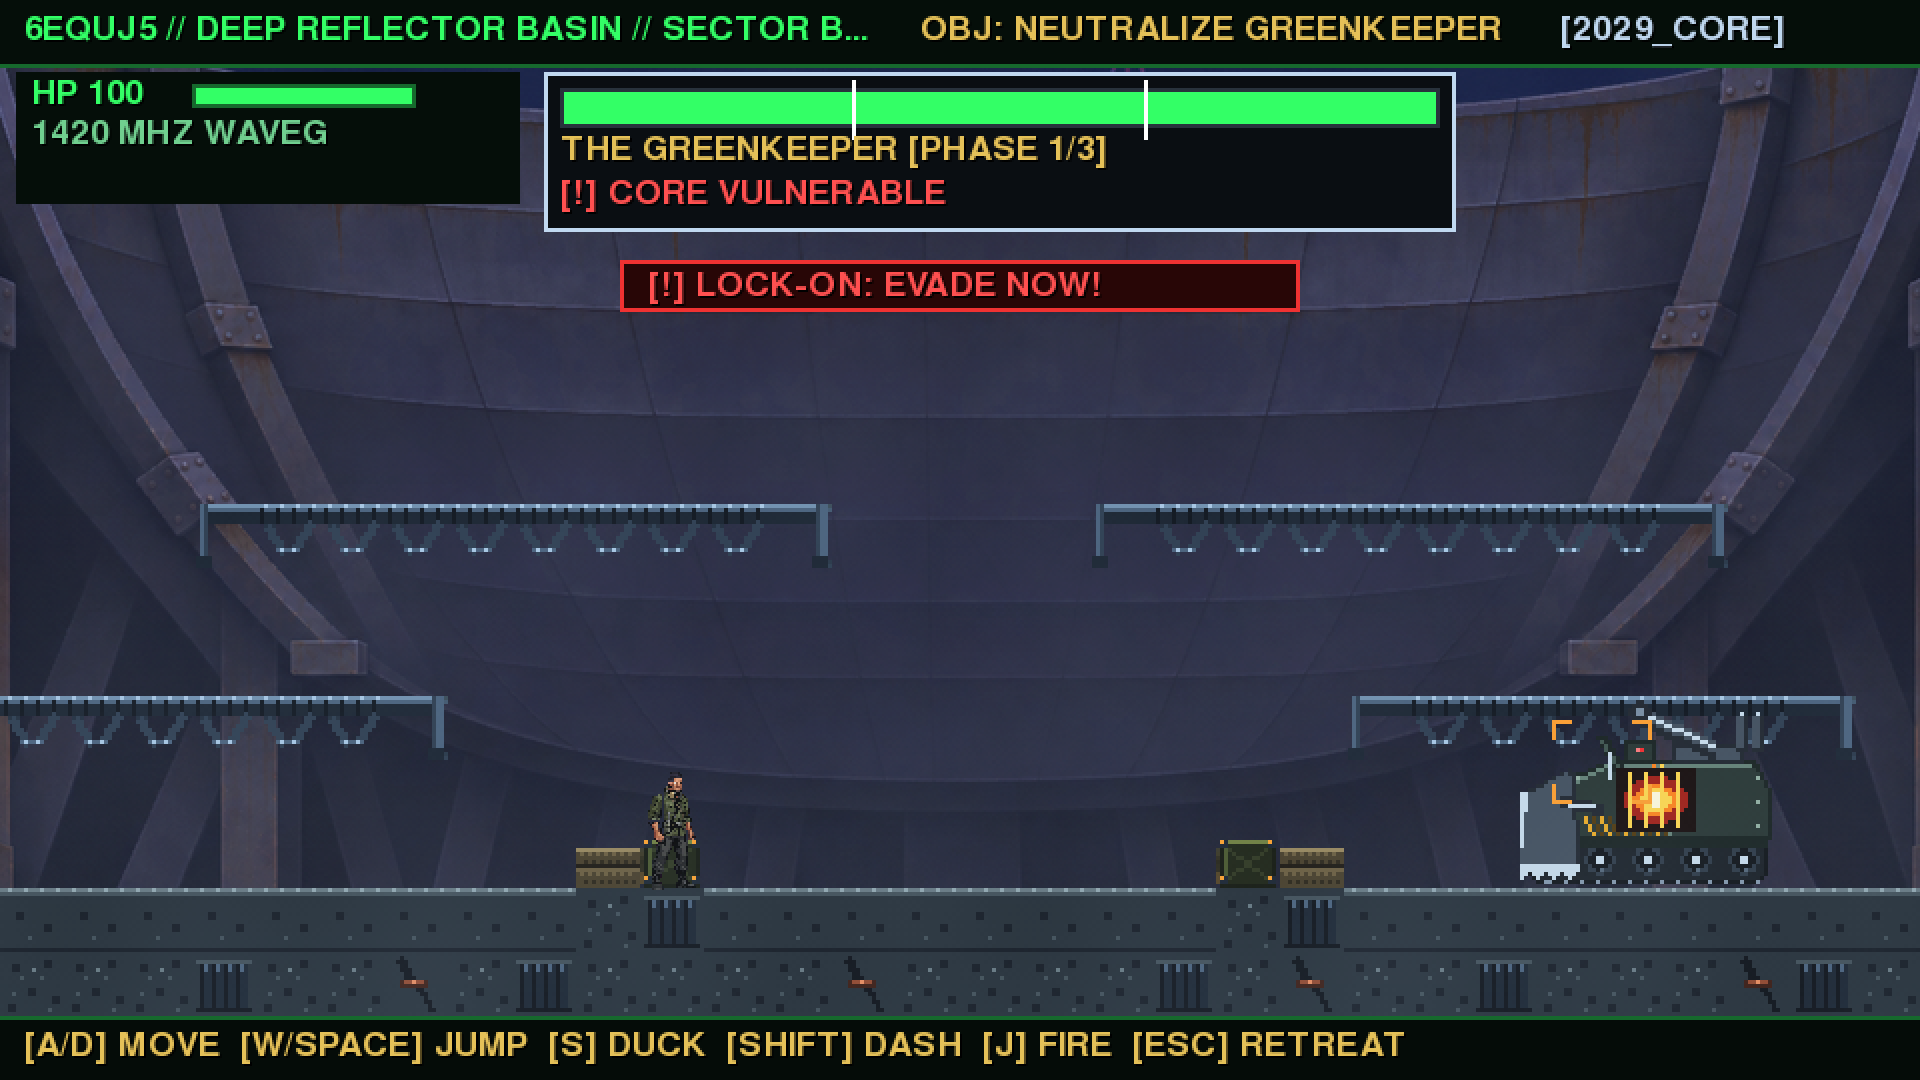 6EQUJ5 // DEEP REFLECTOR BASIN // SECTOR B... OBJ: NEUTRALIZE GREENKEEPER [2029_CORE]
HP 100
1420 MHZ WAVEG
THE GREENKEEPER [PHASE 1/3]
[!] CORE VULNERABLE
[!] LOCK-ON: EVADE NOW!
[A/D] MOVE [W/SPACE] JUMP [S] DUCK [SHIFT] DASH [J] FIRE [ESC] RETREAT